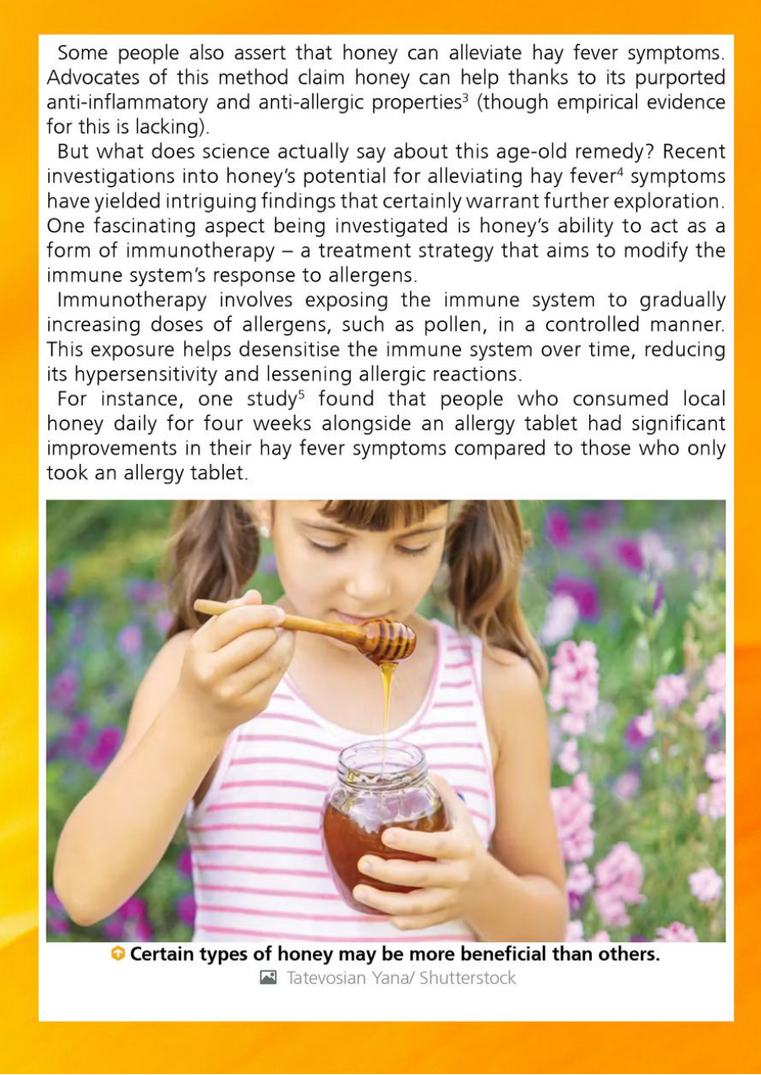 Some people also assert that honey can alleviate hay fever symptoms.
Advocates of this method claim honey can help thanks to its purported
anti-inflammatory and anti-allergic properties³ (though empirical evidence
for this is lacking).
But what does science actually say about this age-old remedy? Recent
investigations into honey’s potential for alleviating hay fever⁴ symptoms
have yielded intriguing findings that certainly warrant further exploration.
One fascinating aspect being investigated is honey’s ability to act as a
form of immunotherapy – a treatment strategy that aims to modify the
immune system’s response to allergens.
Immunotherapy involves exposing the immune system to gradually
increasing doses of allergens, such as pollen, in a controlled manner.
This exposure helps desensitise the immune system over time, reducing
its hypersensitivity and lessening allergic reactions.
For instance, one study⁵ found that people who consumed local
honey daily for four weeks alongside an allergy tablet had significant
improvements in their hay fever symptoms compared to those who only
took an allergy tablet.
Certain types of honey may be more beneficial than others.
Tatevosian Yana/ Shutterstock